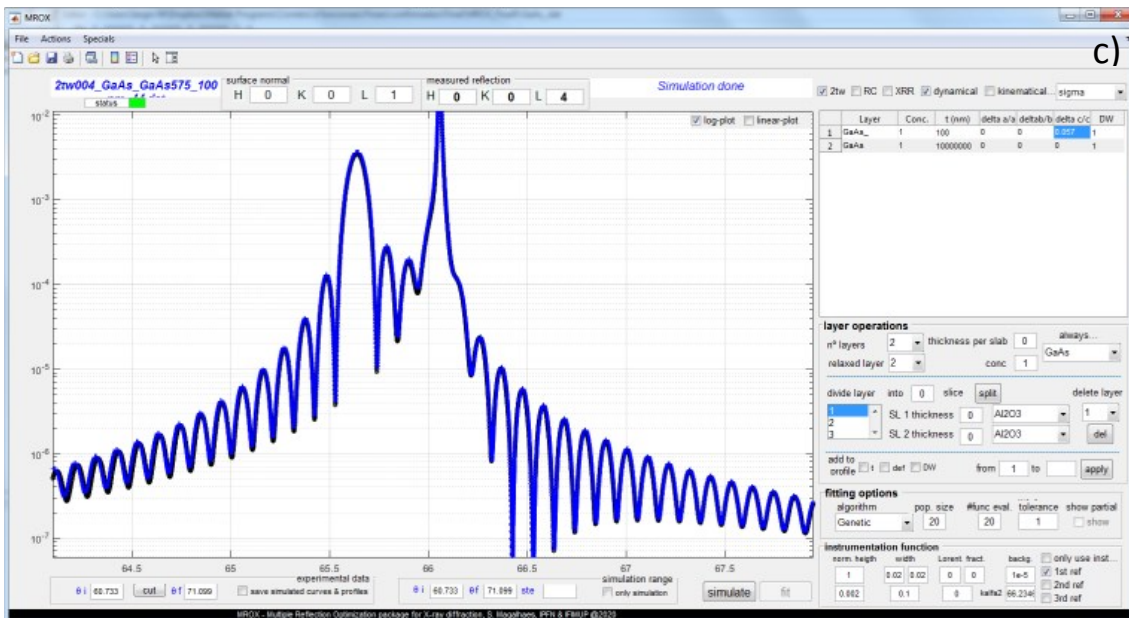 MROX
File Actions Specials
c)
2tw004_GaAs_GaAs575_100
status
surface normal
H 0 K 0 L 1
measured reflection
H 0 K 0 L 4
Simulation done
2tw RC XRR dynamical kinematical... sigma
log-plot linear-plot
Layer Conc. t (nm) delta a/a deltab/b delta c/c DW
1 GaAs_ 1 100 0 0 0.057 1
2 GaAs 1 10000000 0 0 0 1
10-2
10-3
10-4
10-5
10-6
10-7
64.5 65 65.5 66 66.5 67 67.5
layer operations
nº layers 2 thickness per slab 0 always...
GaAs
relaxed layer 2 conc 1
divide layer into 0 slice split delete layer
1 SL 1 thickness 0 Al2O3 1
2
3 SL 2 thickness 0 Al2O3 del
add to
profile t def DW from 1 to apply
fitting options
algorithm pop. size #func eval. tolerance show partial
Genetic 20 20 1 show
instrumentation function
norm. heigth width Lorent. fract. backg. only use inst...
1 0.02 0.02 0 0 1e-5 1st ref
2nd ref
0.002 0.1 0 kalfa2 66.234 3rd ref
experimental data
θ i 60.733 cut θ f 71.099 save simulated curves & profiles
simulation range
θ i 60.733 θ f 71.099 ste only simulation
simulate fit
MROX - Multiple Reflection Optimization package for X-ray diffraction, S. Magalhaes, IPFN & IFIMUP @2020